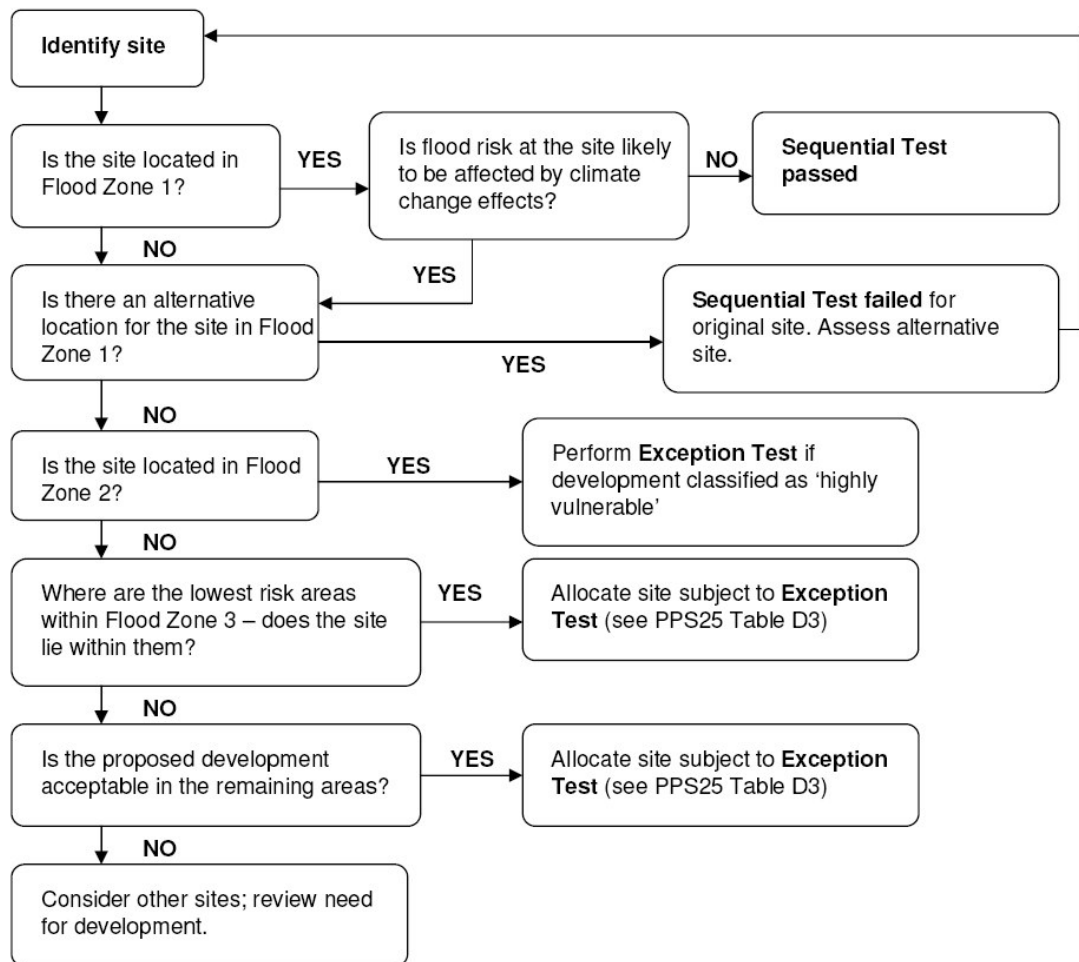 Identify site
Is the site located in
Flood Zone 1?
YES
Is flood risk at the site likely
to be affected by climate
change effects?
NO
Sequential Test
passed
NO
YES
Is there an alternative
location for the site in Flood
Zone 1?
YES
Sequential Test failed for
original site. Assess alternative
site.
NO
Is the site located in Flood
Zone 2?
YES
Perform Exception Test if
development classified as ‘highly
vulnerable’
NO
Where are the lowest risk areas
within Flood Zone 3 – does the site
lie within them?
YES
Allocate site subject to Exception
Test (see PPS25 Table D3)
NO
Is the proposed development
acceptable in the remaining areas?
YES
Allocate site subject to Exception
Test (see PPS25 Table D3)
NO
Consider other sites; review need
for development.